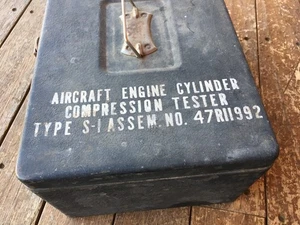 AIRCRAFT ENGINE CYLINDER
COMPRESSION TESTER
TYPE S-1 ASSEM. NO. 47R11992